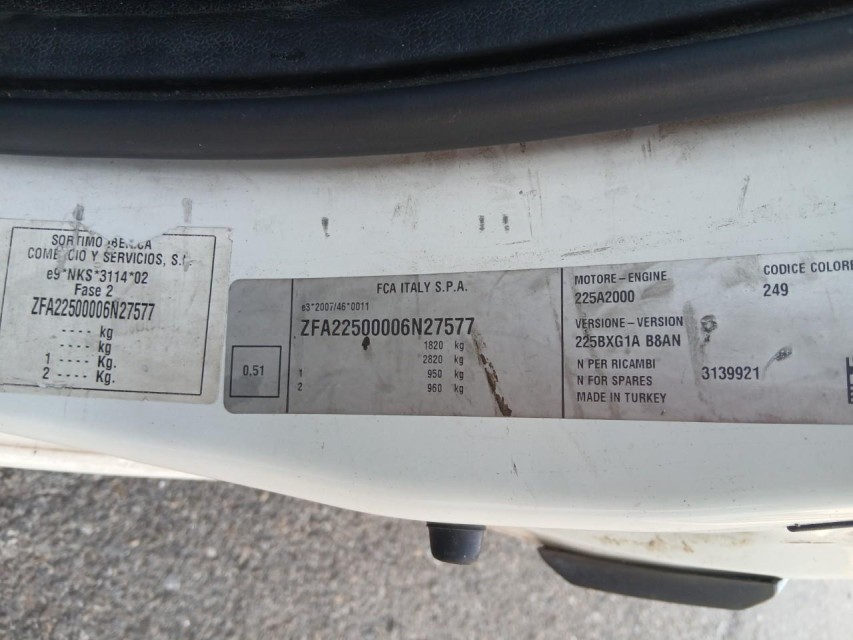 SORTIMO IBERICA
COMERCIO Y SERVICIOS, S.L
e9*NKS*3114*02
Fase 2
ZFA22500006N27577
---- kg
---- kg
1 ---- Kg.
2 ---- Kg.
0.51
FCA ITALY S.P.A.
e3*2007/46*0011
ZFA22500006N27577
1820 kg
2820 kg
1 950 kg
2 960 kg
MOTORE-ENGINE
225A2000
VERSIONE-VERSION
225BXG1A B8AN
N PER RICAMBI
N FOR SPARES 3139921
MADE IN TURKEY
CODICE COLORE
249